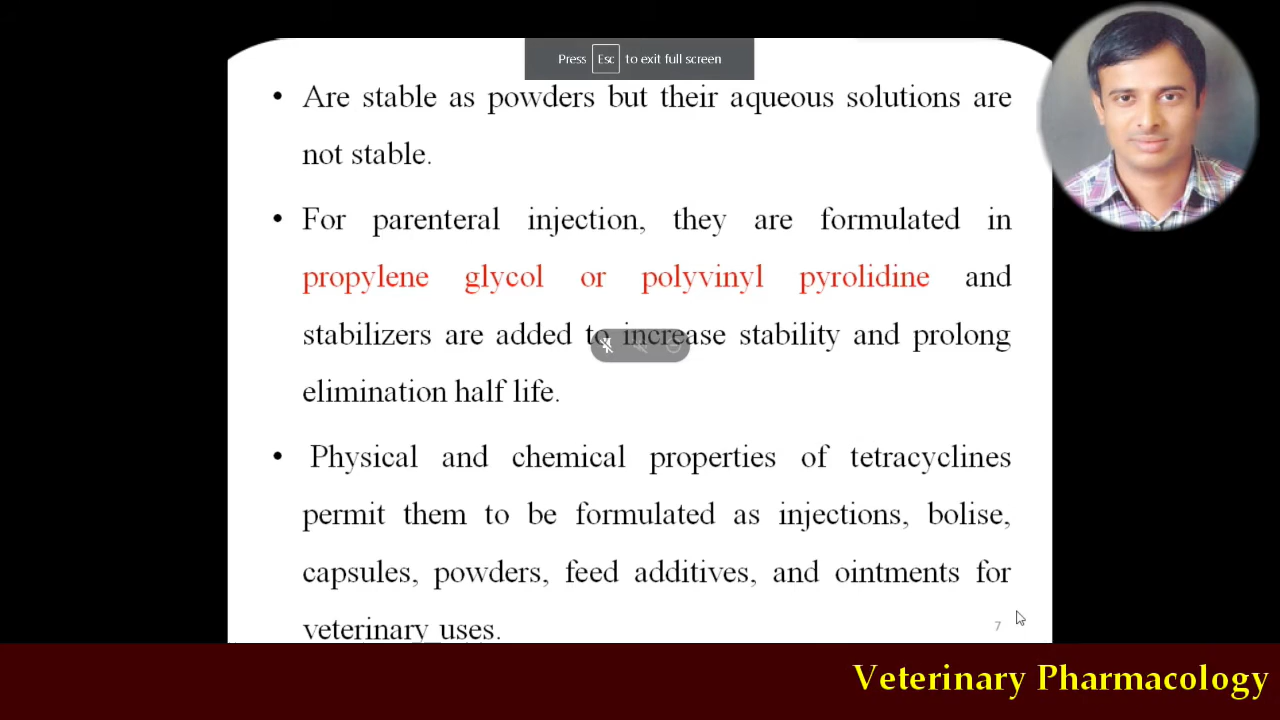 Press Esc to exit full screen
• Are stable as powders but their aqueous solutions are
not stable.
• For parenteral injection, they are formulated in
propylene glycol or polyvinyl pyrolidine and
stabilizers are added to increase stability and prolong
elimination half life.
• Physical and chemical properties of tetracyclines
permit them to be formulated as injections, bolise,
capsules, powders, feed additives, and ointments for
veterinary uses.
7
Veterinary Pharmacology